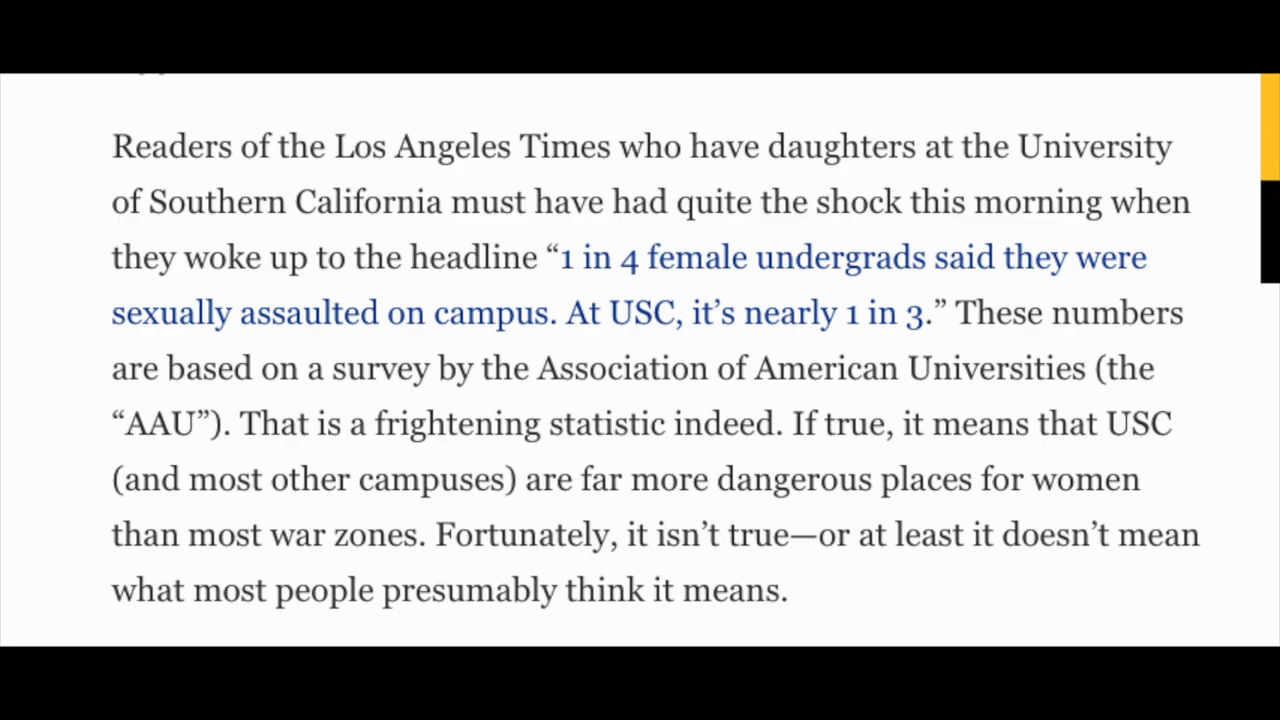 Readers of the Los Angeles Times who have daughters at the University
of Southern California must have had quite the shock this morning when
they woke up to the headline “1 in 4 female undergrads said they were
sexually assaulted on campus. At USC, it’s nearly 1 in 3.” These numbers
are based on a survey by the Association of American Universities (the
“AAU”). That is a frightening statistic indeed. If true, it means that USC
(and most other campuses) are far more dangerous places for women
than most war zones. Fortunately, it isn’t true—or at least it doesn’t mean
what most people presumably think it means.